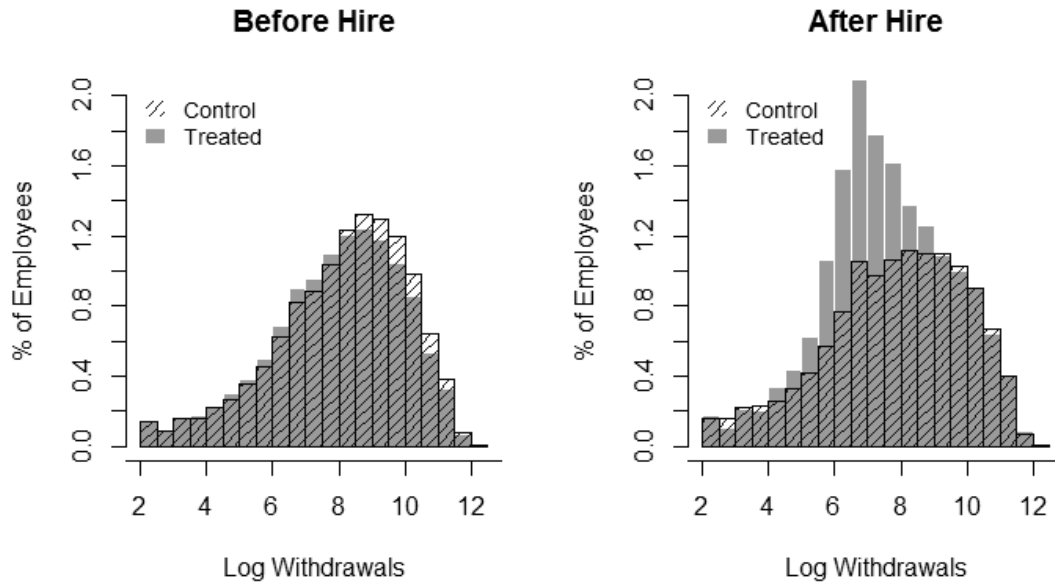 Before Hire
Control
Treated
% of Employees
0.0 0.4 0.8 1.2 1.6 2.0
2 4 6 8 10 12
Log Withdrawals
After Hire
Control
Treated
% of Employees
0.0 0.4 0.8 1.2 1.6 2.0
2 4 6 8 10 12
Log Withdrawals